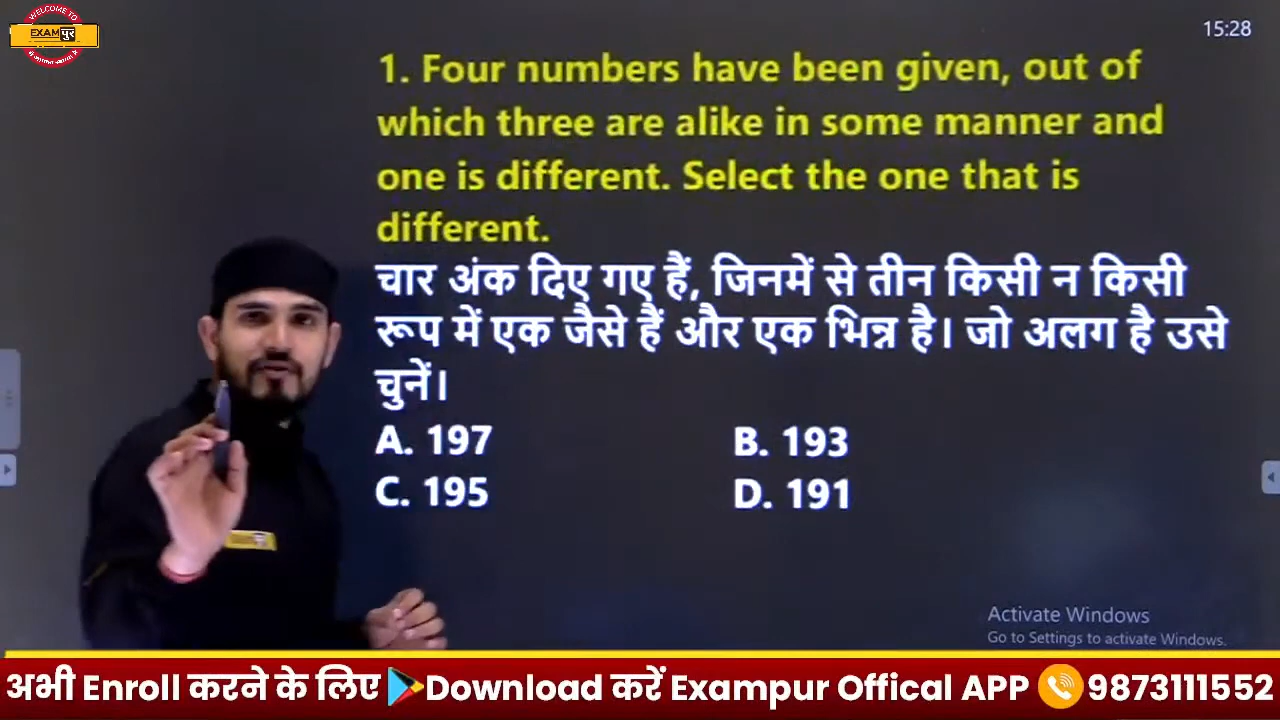 WELCOME TO
EXAMपुर
15:28
1. Four numbers have been given, out of
which three are alike in some manner and
one is different. Select the one that is
different.
चार अंक दिए गए हैं, जिनमें से तीन किसी न किसी
रूप में एक जैसे हैं और एक भिन्न है। जो अलग है उसे
चुनें।
A. 197 B. 193
C. 195 D. 191
Activate Windows
Go to Settings to activate Windows.
अभी Enroll करने के लिए Download करें Exampur Offical APP 9873111552